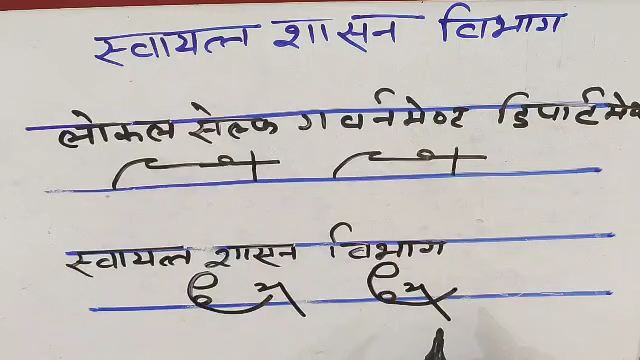 स्वायत्त शासन विभाग
लोकल सेल्फ गवर्नमेण्ट डिपार्टमेन
स्वायत्त शासन विभाग